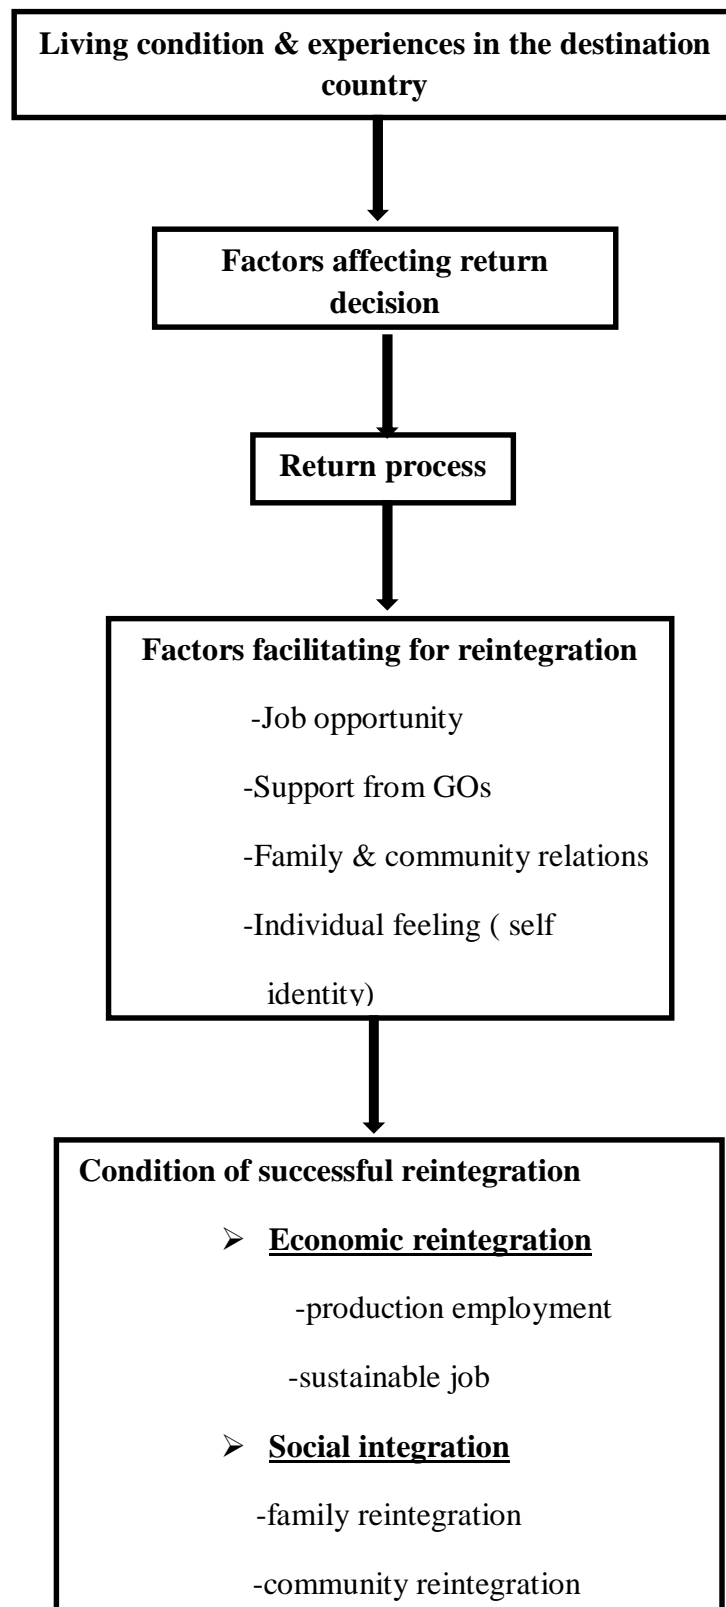 Living condition & experiences in the destination
country
Factors affecting return
decision
Return process
Factors facilitating for reintegration
-Job opportunity
-Support from GOs
-Family & community relations
-Individual feeling ( self
identity)
Condition of successful reintegration
➢ Economic reintegration
-production employment
-sustainable job
➢ Social integration
-family reintegration
-community reintegration